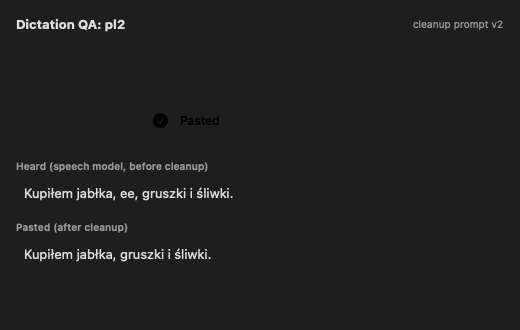 Dictation QA: pl2
cleanup prompt v2
Pasted
Heard (speech model, before cleanup)
Kupiłem jabłka, ee, gruszki i śliwki.
Pasted (after cleanup)
Kupiłem jabłka, gruszki i śliwki.